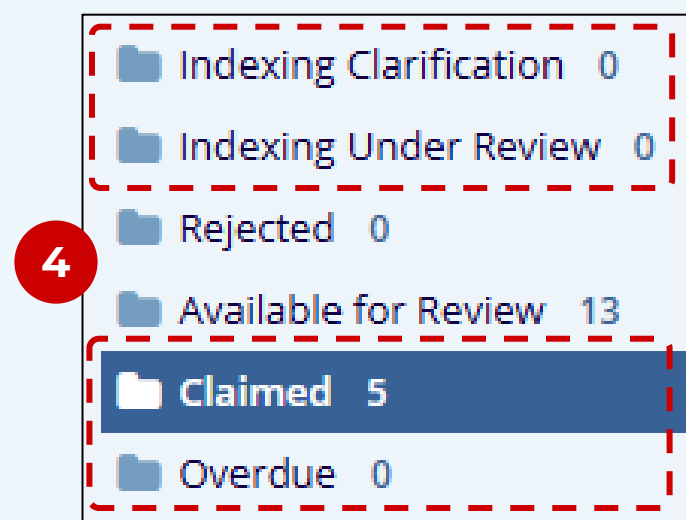 Indexing Clarification 0
Indexing Under Review 0
Rejected 0
4
Available for Review 13
Claimed 5
Overdue 0